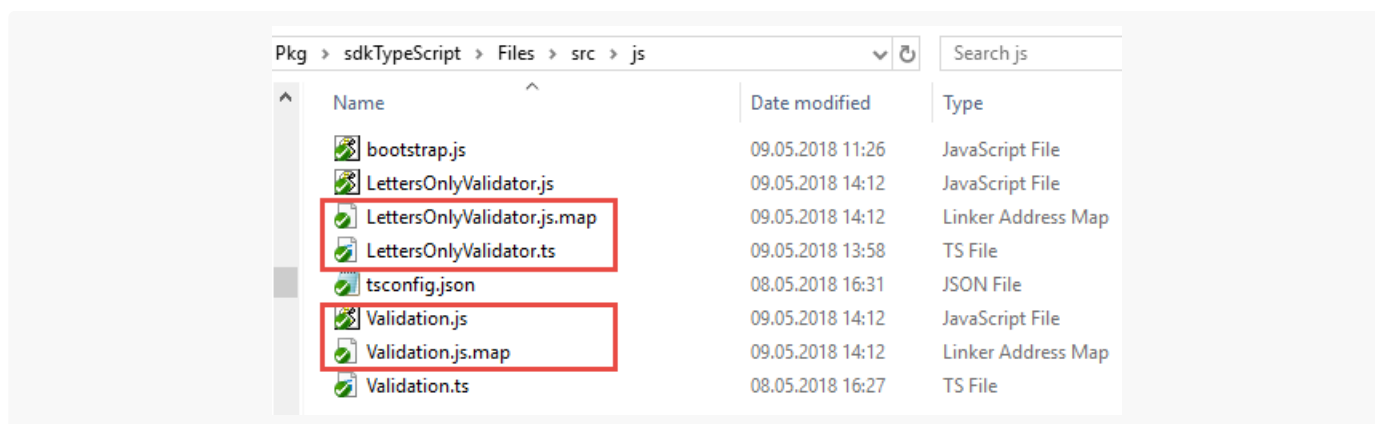 Pkg > sdkTypeScript > Files > src > js Search js
Name Date modified Type
bootstrap.js 09.05.2018 11:26 JavaScript File
LettersOnlyValidator.js 09.05.2018 14:12 JavaScript File
LettersOnlyValidator.js.map 09.05.2018 14:12 Linker Address Map
LettersOnlyValidator.ts 09.05.2018 13:58 TS File
tsconfig.json 08.05.2018 16:31 JSON File
Validation.js 09.05.2018 14:12 JavaScript File
Validation.js.map 09.05.2018 14:12 Linker Address Map
Validation.ts 08.05.2018 16:27 TS File